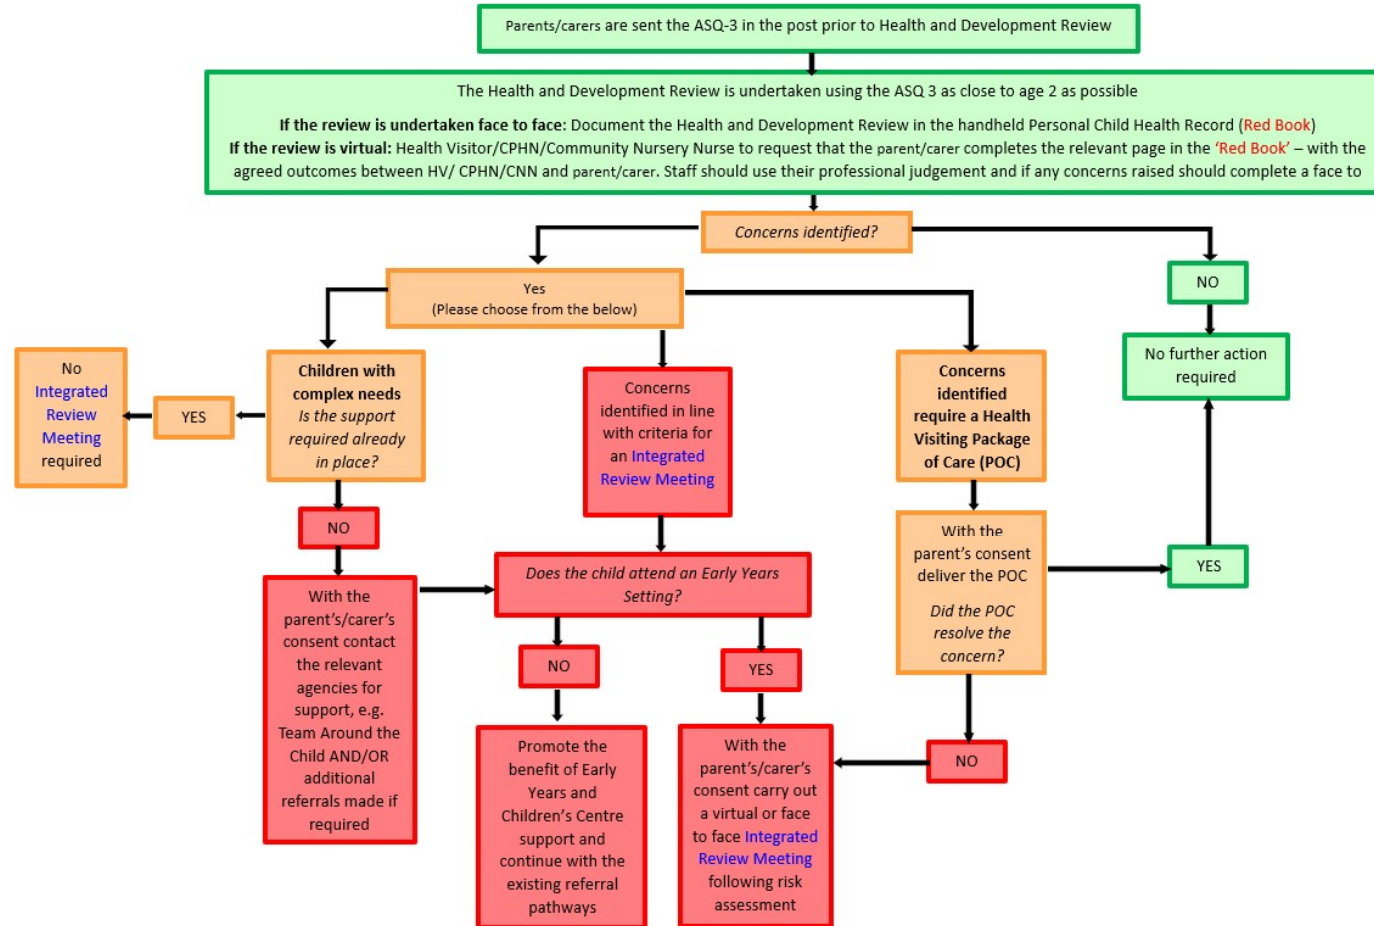 Parents/carers are sent the ASQ-3 in the post prior to Health and Development Review
The Health and Development Review is undertaken using the ASQ 3 as close to age 2 as possible
If the review is undertaken face to face: Document the Health and Development Review in the handheld Personal Child Health Record (Red Book)
If the review is virtual: Health Visitor/CPHN/Community Nursery Nurse to request that the parent/carer completes the relevant page in the ‘Red Book’ – with the
agreed outcomes between HV/ CPHN/CNN and parent/carer. Staff should use their professional judgement and if any concerns raised should complete a face to
Concerns identified?
Yes
(Please choose from the below)
NO
No further action
required
No
Integrated
Review
Meeting
required
YES
Children with
complex needs
Is the support
required already
in place?
Concerns
identified in line
with criteria for
an Integrated
Review Meeting
Concerns
identified
require a Health
Visiting Package
of Care (POC)
NO
With the
parent’s consent
deliver the POC
Did the POC
resolve the
concern?
YES
Does the child attend an Early Years
Setting?
With the
parent’s/carer’s
consent contact
the relevant
agencies for
support, e.g.
Team Around the
Child AND/OR
additional
referrals made if
required
NO
YES
NO
Promote the
benefit of Early
Years and
Children’s Centre
support and
continue with the
existing referral
pathways
With the
parent’s/carer’s
consent carry out
a virtual or face
to face Integrated
Review Meeting
following risk
assessment